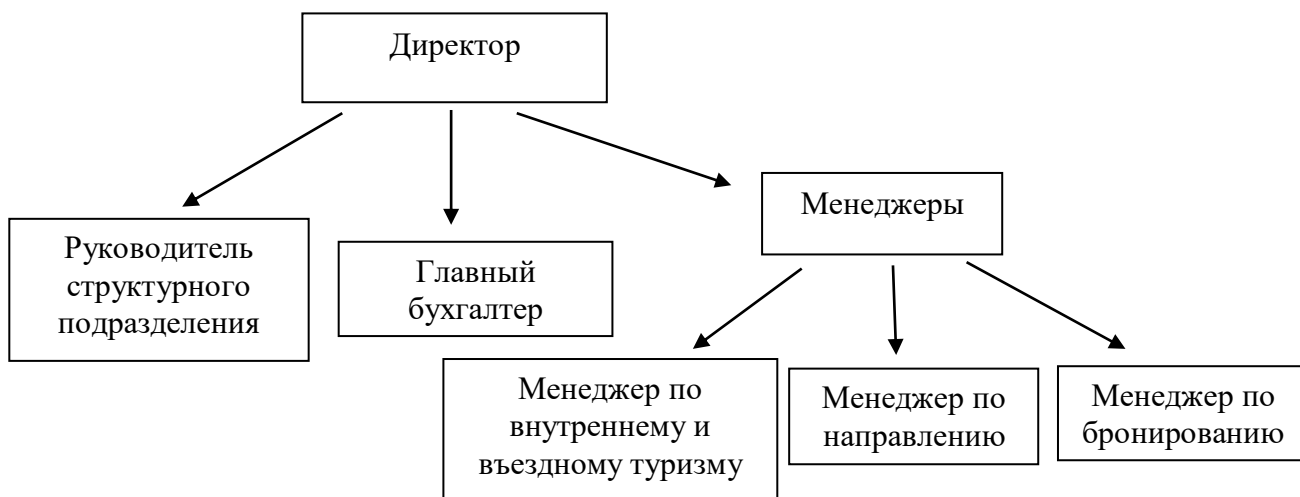 Директор
Менеджеры
Руководитель
структурного
подразделения
Главный
бухгалтер
Менеджер по
внутреннему и
въездному туризму
Менеджер по
направлению
Менеджер по
бронированию